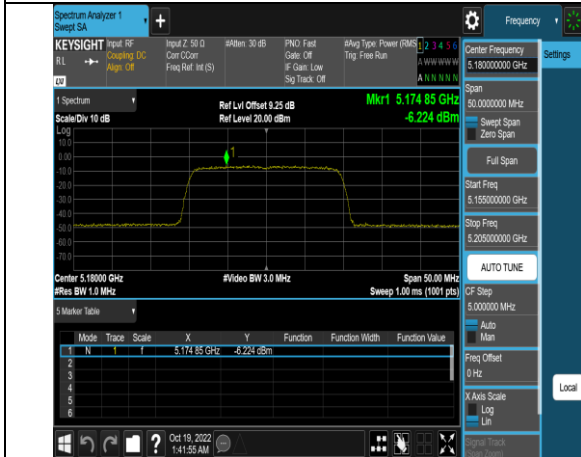 Spectrum Analyzer 1
Swept SA
+
Frequency
KEYSIGHT
Input: RF
Input Z: 50 Ω
#Atten: 30 dB
PNO: Fast
#Avg Type: Power (RMS
1 2 3 4 5 6
RL
Coupling: DC
Corr CCorr
Gate: Off
Trig: Free Run
A W W W W W
Align: Off
Freq Ref: Int (S)
IF Gain: Low
Sig Track: Off
A N N N N N
LXI
1 Spectrum
Ref Lvl Offset 9.25 dB
Mkr1 5.174 85 GHz
Scale/Div 10 dB
Ref Level 20.00 dBm
-6.224 dBm
Log
10.0
0.00
-10.0
-20.0
-30.0
-40.0
-50.0
-60.0
-70.0
1
Center 5.18000 GHz
#Video BW 3.0 MHz
Span 50.00 MHz
#Res BW 1.0 MHz
Sweep 1.00 ms (1001 pts)
5 Marker Table
Mode Trace Scale X Y Function Function Width Function Value
1 N 1 f 5.174 85 GHz -6.224 dBm
2
3
4
5
6
?
Oct 19, 2022
1:41:55 AM
Center Frequency
5.180000000 GHz
Settings
Span
50.0000000 MHz
Swept Span
Zero Span
Full Span
Start Freq
5.155000000 GHz
Stop Freq
5.205000000 GHz
AUTO TUNE
CF Step
5.000000 MHz
Auto
Man
Freq Offset
0 Hz
X Axis Scale
Log
Lin
Local
Signal Track
(Span Zoom)